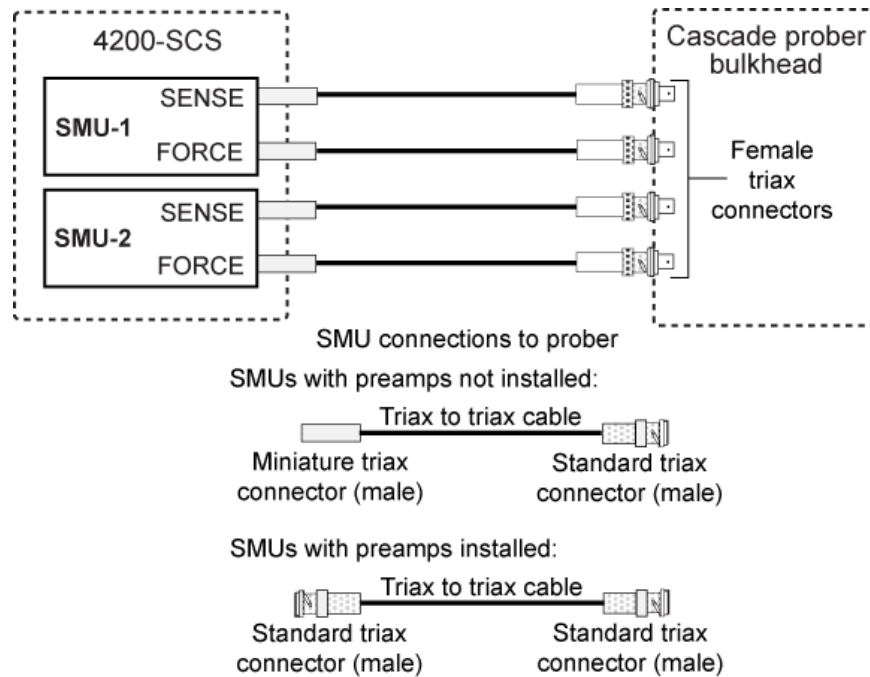 4200-SCS
Cascade prober
bulkhead
SENSE
SMU-1
FORCE
SENSE
SMU-2
FORCE
Female
triax
connectors
SMU connections to prober
SMUs with preamps not installed:
Triax to triax cable
Miniature triax
connector (male)
Standard triax
connector (male)
SMUs with preamps installed:
Triax to triax cable
Standard triax
connector (male)
Standard triax
connector (male)